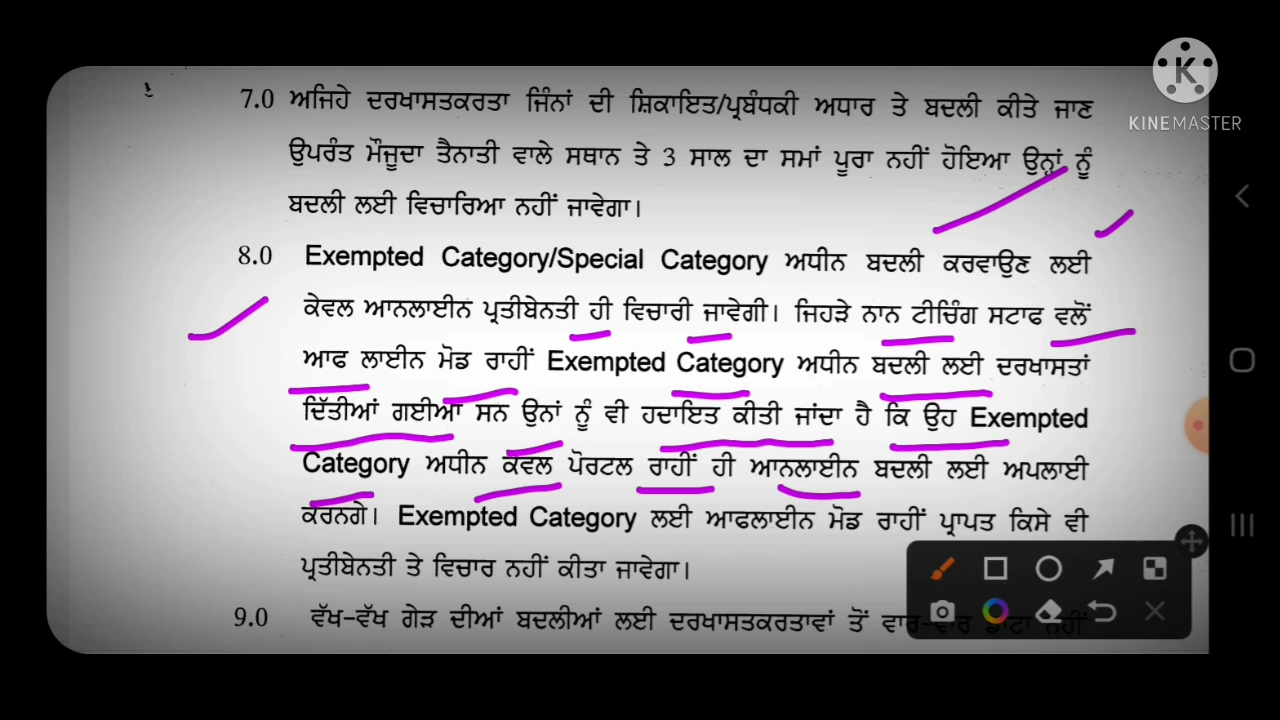 KINEMASTER
7.0 ਅਜਿਹੇ ਦਰਖਾਸਤਕਰਤਾ ਜਿੰਨਾਂ ਦੀ ਸ਼ਿਕਾਇਤ/ਪ੍ਰਬੰਧਕੀ ਅਧਾਰ ਤੇ ਬਦਲੀ ਕੀਤੇ ਜਾਣ
ਉਪਰੰਤ ਮੌਜੂਦਾ ਤੈਨਾਤੀ ਵਾਲੇ ਸਥਾਨ ਤੇ 3 ਸਾਲ ਦਾ ਸਮਾਂ ਪੂਰਾ ਨਹੀਂ ਹੋਇਆ ਉਨ੍ਹਾਂ ਨੂੰ
ਬਦਲੀ ਲਈ ਵਿਚਾਰਿਆ ਨਹੀਂ ਜਾਵੇਗਾ।
8.0 Exempted Category/Special Category ਅਧੀਨ ਬਦਲੀ ਕਰਵਾਉਣ ਲਈ
ਕੇਵਲ ਆਨਲਾਈਨ ਪ੍ਰਤੀਬੇਨਤੀ ਹੀ ਵਿਚਾਰੀ ਜਾਵੇਗੀ। ਜਿਹੜੇ ਨਾਨ ਟੀਚਿੰਗ ਸਟਾਫ ਵਲੋਂ
ਆਫ ਲਾਈਨ ਮੋਡ ਰਾਹੀਂ Exempted Category ਅਧੀਨ ਬਦਲੀ ਲਈ ਦਰਖਾਸਤਾਂ
ਦਿੱਤੀਆਂ ਗਈਆ ਸਨ ਉਨਾਂ ਨੂੰ ਵੀ ਹਦਾਇਤ ਕੀਤੀ ਜਾਂਦਾ ਹੈ ਕਿ ਉਹ Exempted
Category ਅਧੀਨ ਕੇਵਲ ਪੋਰਟਲ ਰਾਹੀਂ ਹੀ ਆਨਲਾਈਨ ਬਦਲੀ ਲਈ ਅਪਲਾਈ
ਕਰਨਗੇ। Exempted Category ਲਈ ਆਫਲਾਈਨ ਮੋਡ ਰਾਹੀਂ ਪ੍ਰਾਪਤ ਕਿਸੇ ਵੀ
ਪ੍ਰਤੀਬੇਨਤੀ ਤੇ ਵਿਚਾਰ ਨਹੀਂ ਕੀਤਾ ਜਾਵੇਗਾ।
9.0 ਵੱਖ-ਵੱਖ ਗੇੜ ਦੀਆਂ ਬਦਲੀਆਂ ਲਈ ਦਰਖਾਸਤਕਰਤਾਵਾਂ ਤੋਂ ਵਾਰ-ਵਾਰ ਡਾਟਾ ਨਹੀਂ